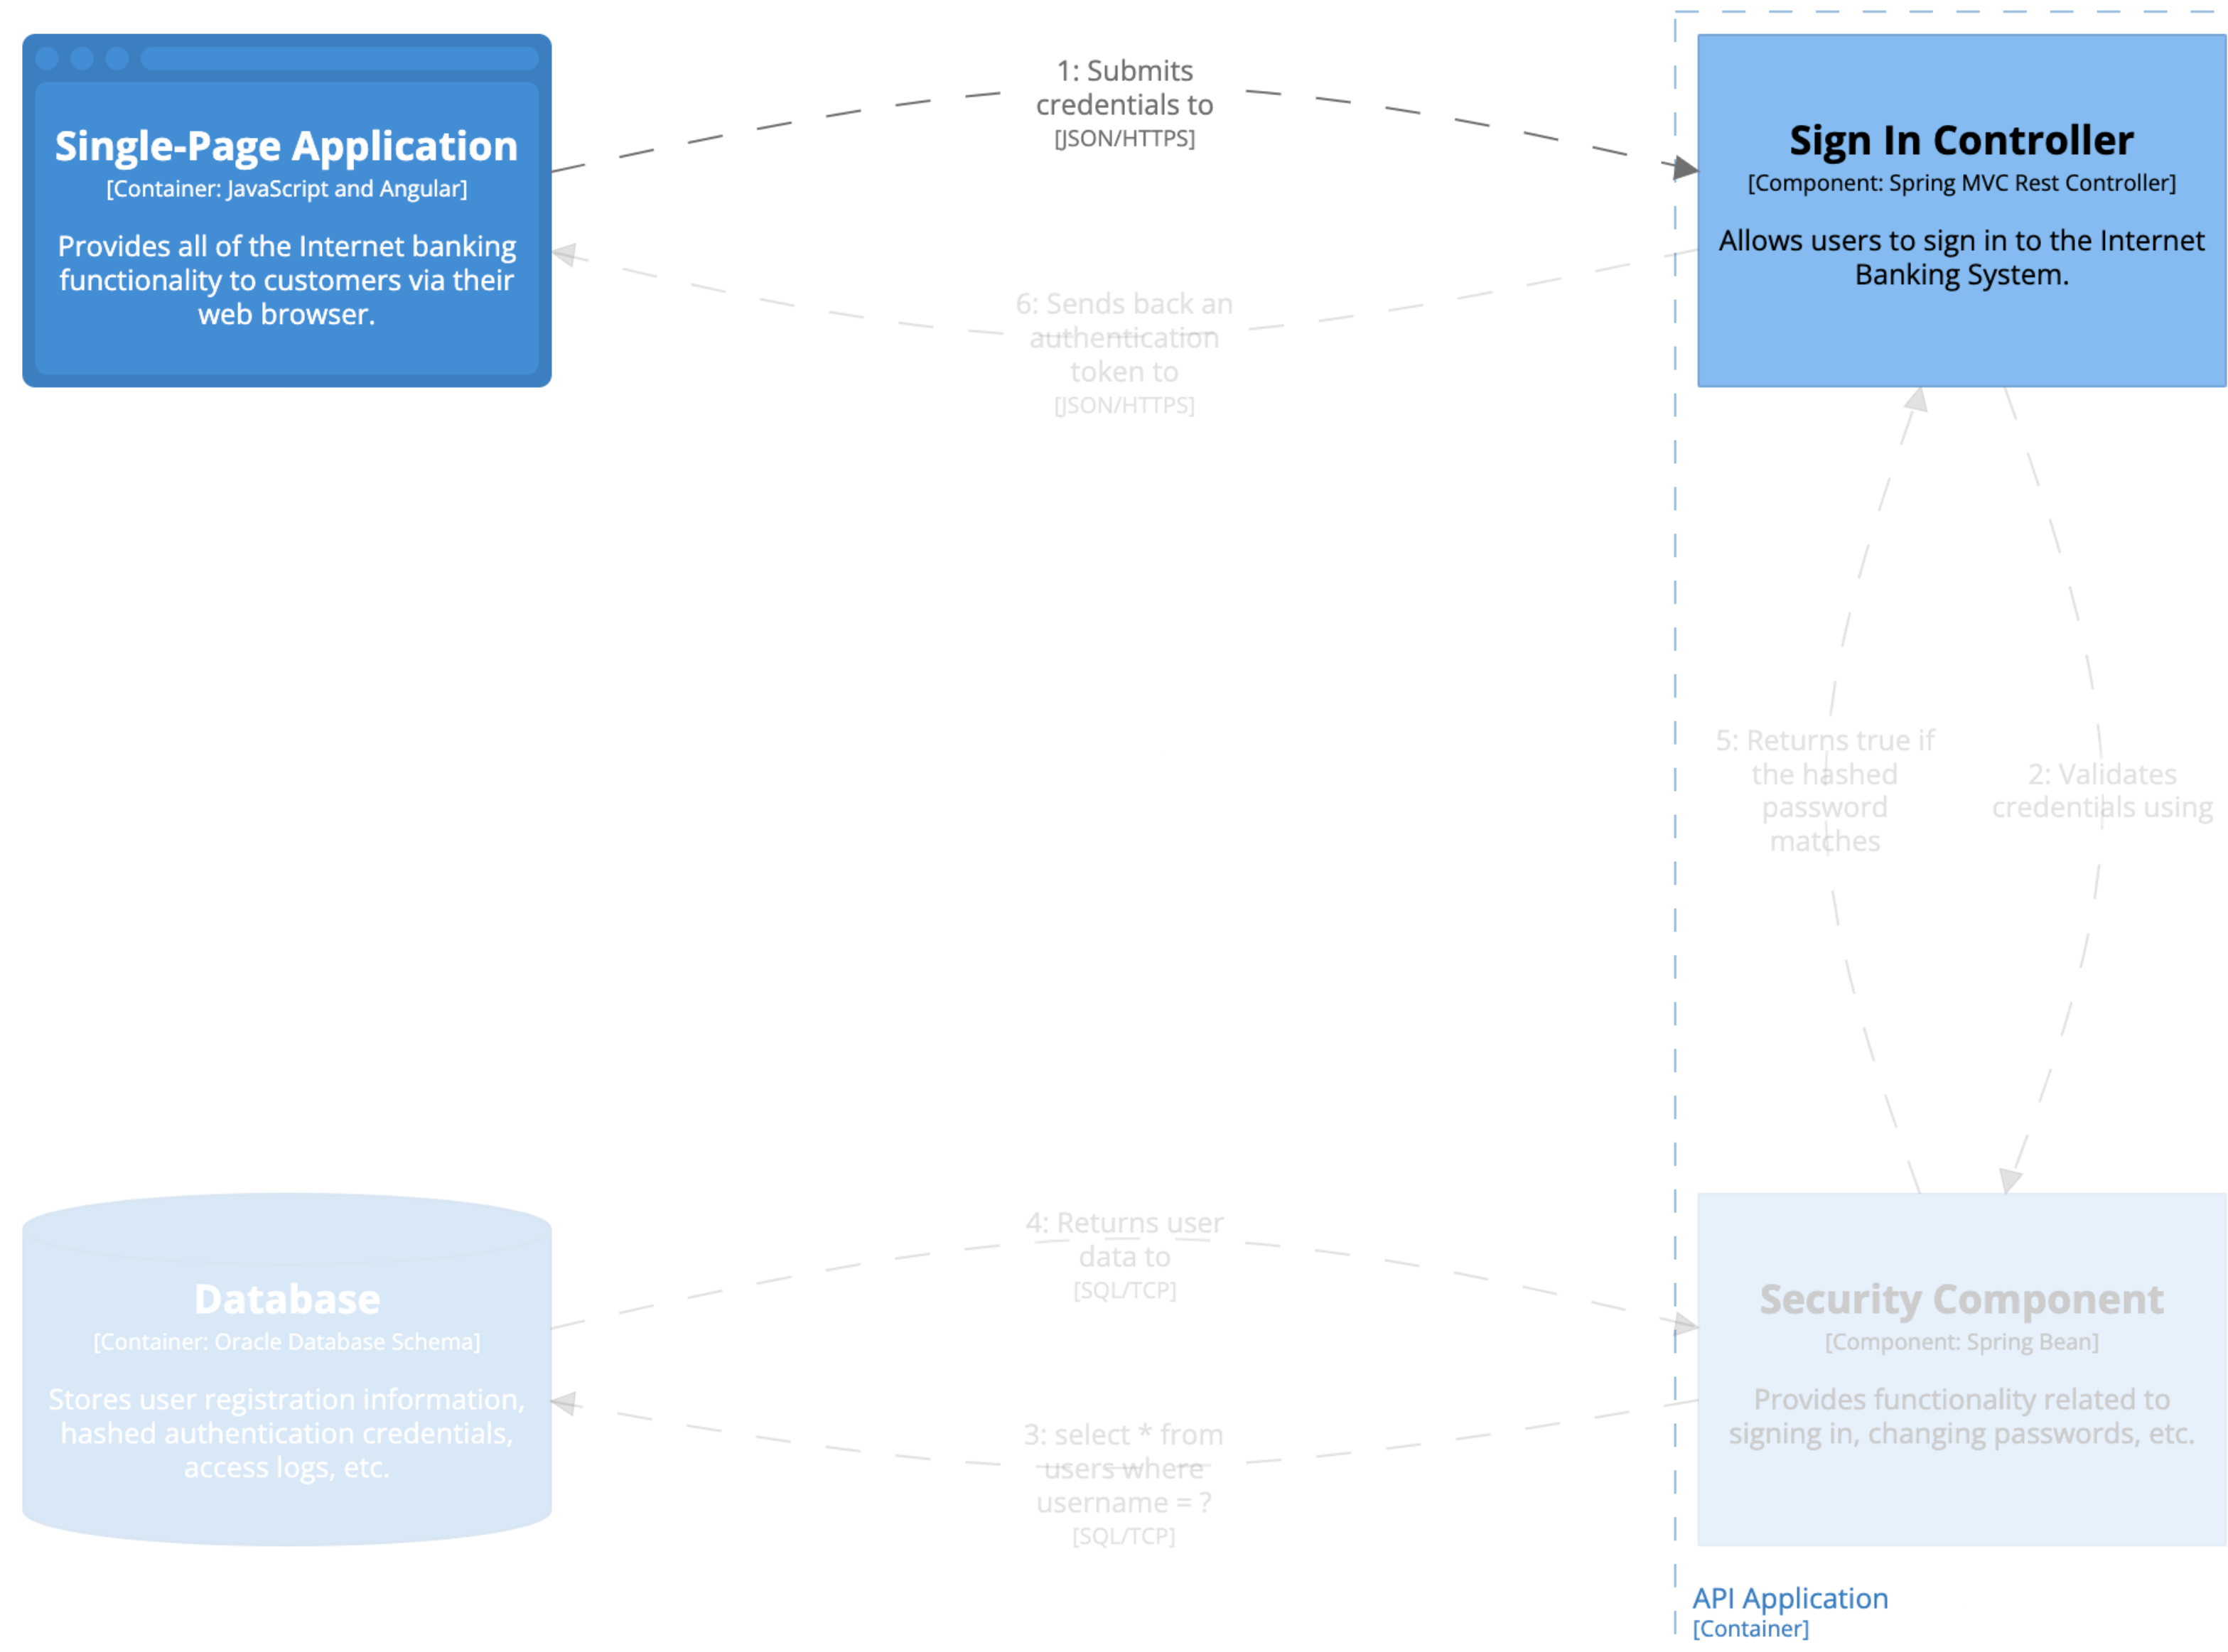 Single-Page Application
[Container: JavaScript and Angular]
Provides all of the Internet banking
functionality to customers via their
web browser.
1: Submits
credentials to
[JSON/HTTPS]
Sign In Controller
[Component: Spring MVC Rest Controller]
Allows users to sign in to the Internet
Banking System.
6: Sends back an
authentication
token to
[JSON/HTTPS]
5: Returns true if
the hashed
password
matches
2: Validates
credentials using
Database
[Container: Oracle Database Schema]
Stores user registration information,
hashed authentication credentials,
access logs, etc.
4: Returns user
data to
[SQL/TCP]
3: select * from
users where
username = ?
[SQL/TCP]
Security Component
[Component: Spring Bean]
Provides functionality related to
signing in, changing passwords, etc.
API Application
[Container]